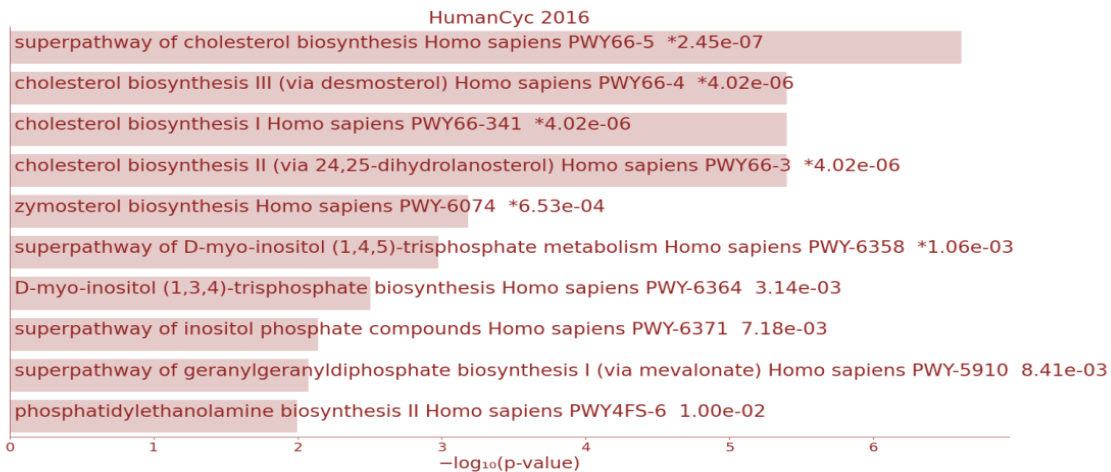 HumanCyc 2016
superpathway of cholesterol biosynthesis Homo sapiens PWY66-5 *2.45e-07
cholesterol biosynthesis III (via desmosterol) Homo sapiens PWY66-4 *4.02e-06
cholesterol biosynthesis I Homo sapiens PWY66-341 *4.02e-06
cholesterol biosynthesis II (via 24,25-dihydrolanosterol) Homo sapiens PWY66-3 *4.02e-06
zymosterol biosynthesis Homo sapiens PWY-6074 *6.53e-04
superpathway of D-myo-inositol (1,4,5)-trisphosphate metabolism Homo sapiens PWY-6358 *1.06e-03
D-myo-inositol (1,3,4)-trisphosphate biosynthesis Homo sapiens PWY-6364 3.14e-03
superpathway of inositol phosphate compounds Homo sapiens PWY-6371 7.18e-03
superpathway of geranylgeranyldiphosphate biosynthesis I (via mevalonate) Homo sapiens PWY-5910 8.41e-03
phosphatidylethanolamine biosynthesis II Homo sapiens PWY4FS-6 1.00e-02
0 1 2 3 4 5 6
−log₁₀(p-value)